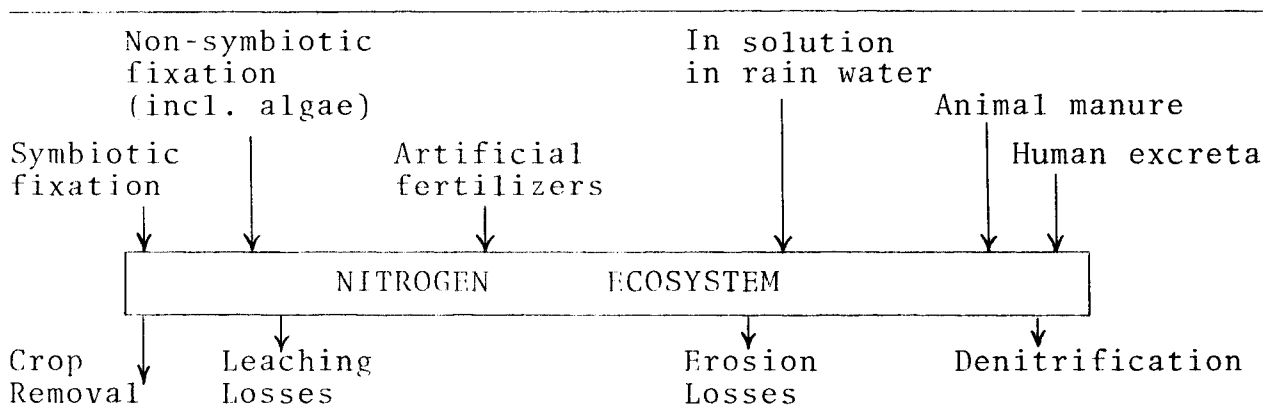 Non-symbiotic
fixation
(incl. algae)
In solution
in rain water
Animal manure
Symbiotic
fixation
Artificial
fertilizers
Human excreta
NITROGEN ECOSYSTEM
Crop
Removal
Leaching
Losses
Erosion
Losses
Denitrification